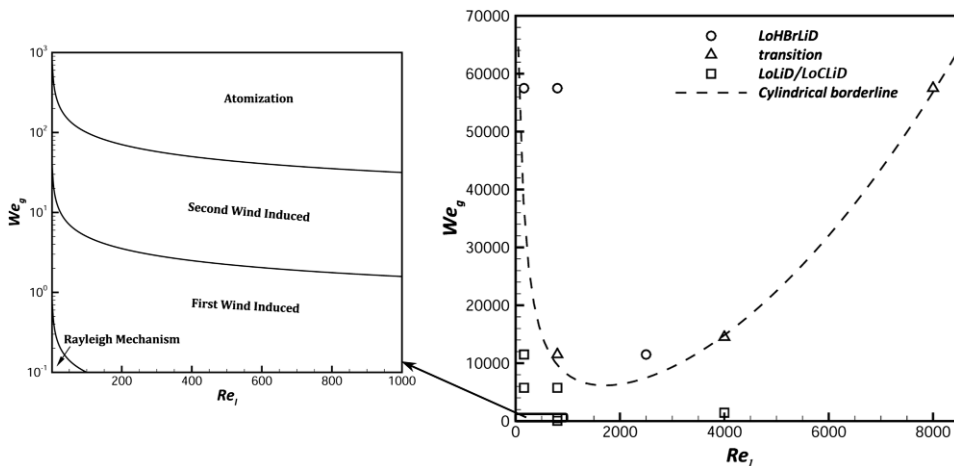 10³
10²
10¹
10⁰
10⁻¹
We_g
Atomization
Second Wind Induced
First Wind Induced
Rayleigh Mechanism
200 400 600 800 1000
Re_l
70000
60000
50000
40000
30000
20000
10000
0
We_g
LoHBrLiD
transition
LoLiD/LoCLiD
Cylindrical borderline
0 2000 4000 6000 8000
Re_l